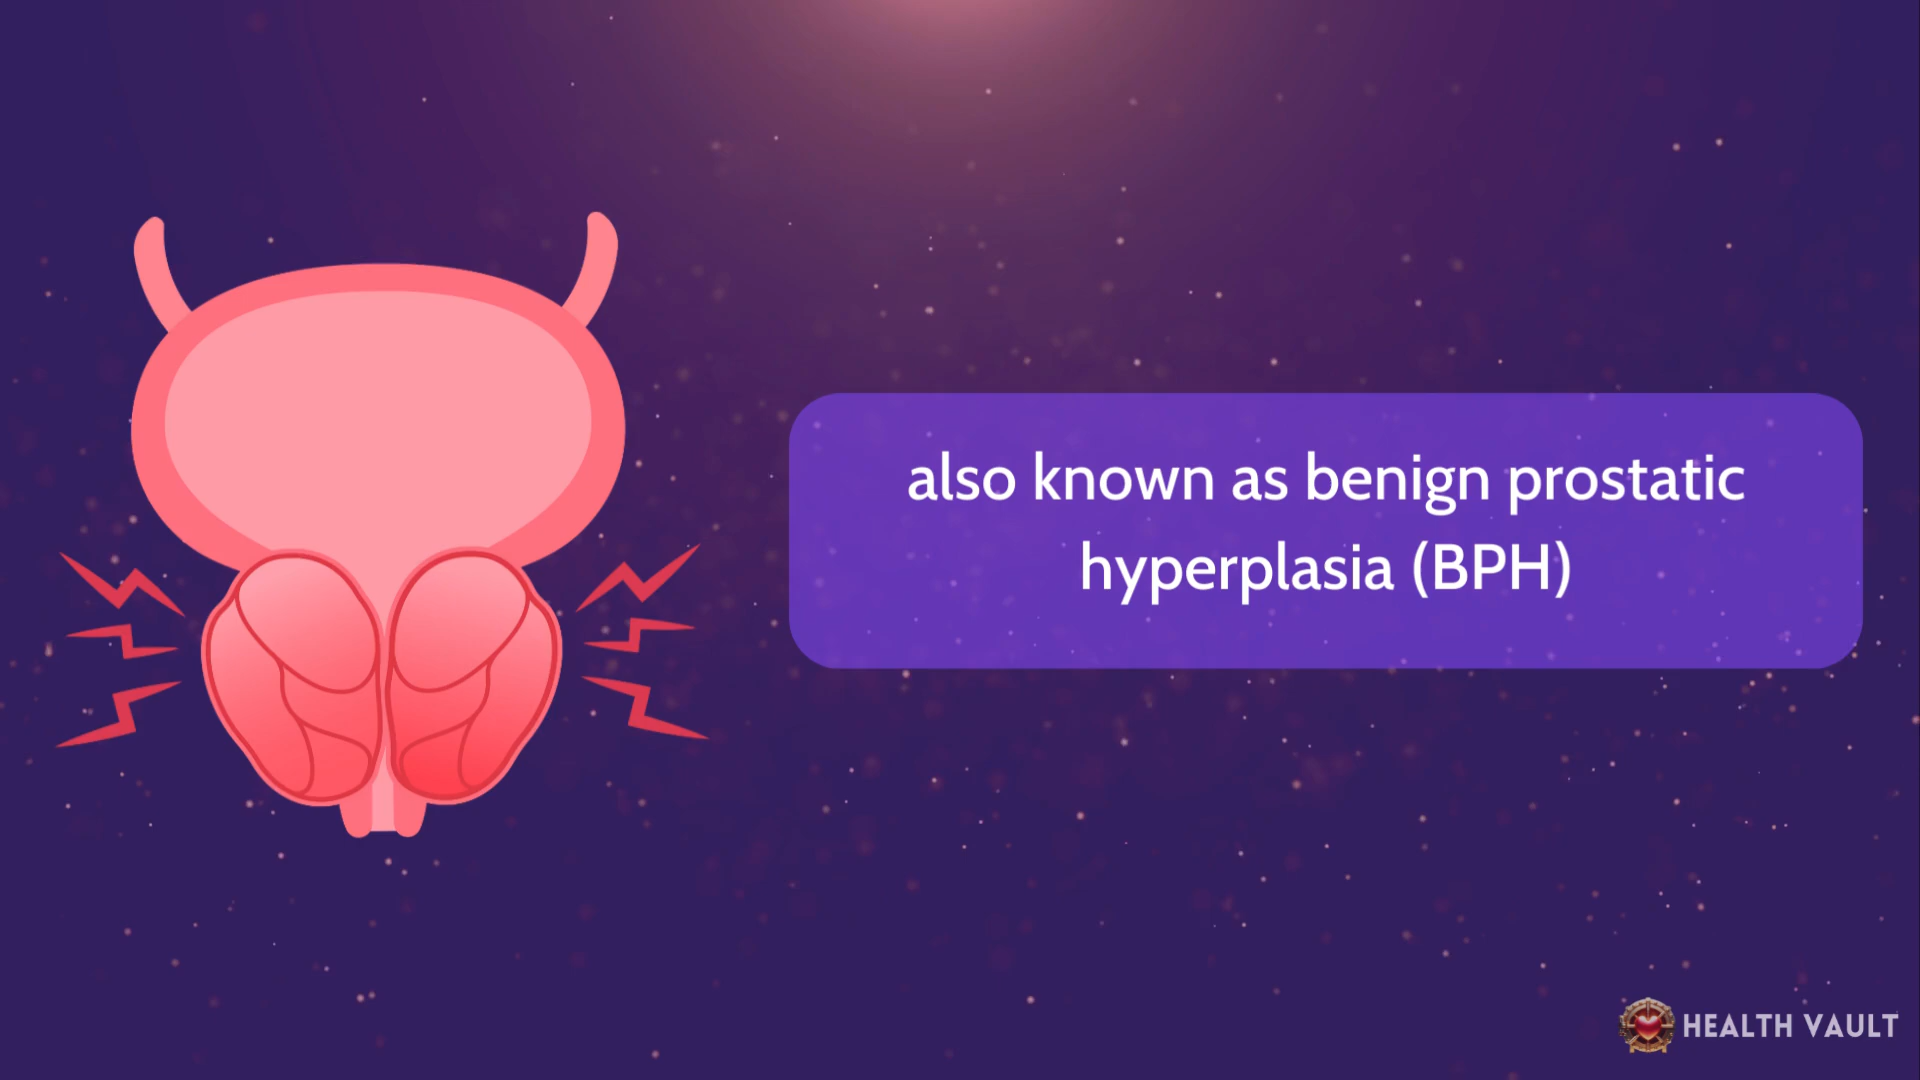 also known as benign prostatic
hyperplasia (BPH)
HEALTH VAULT